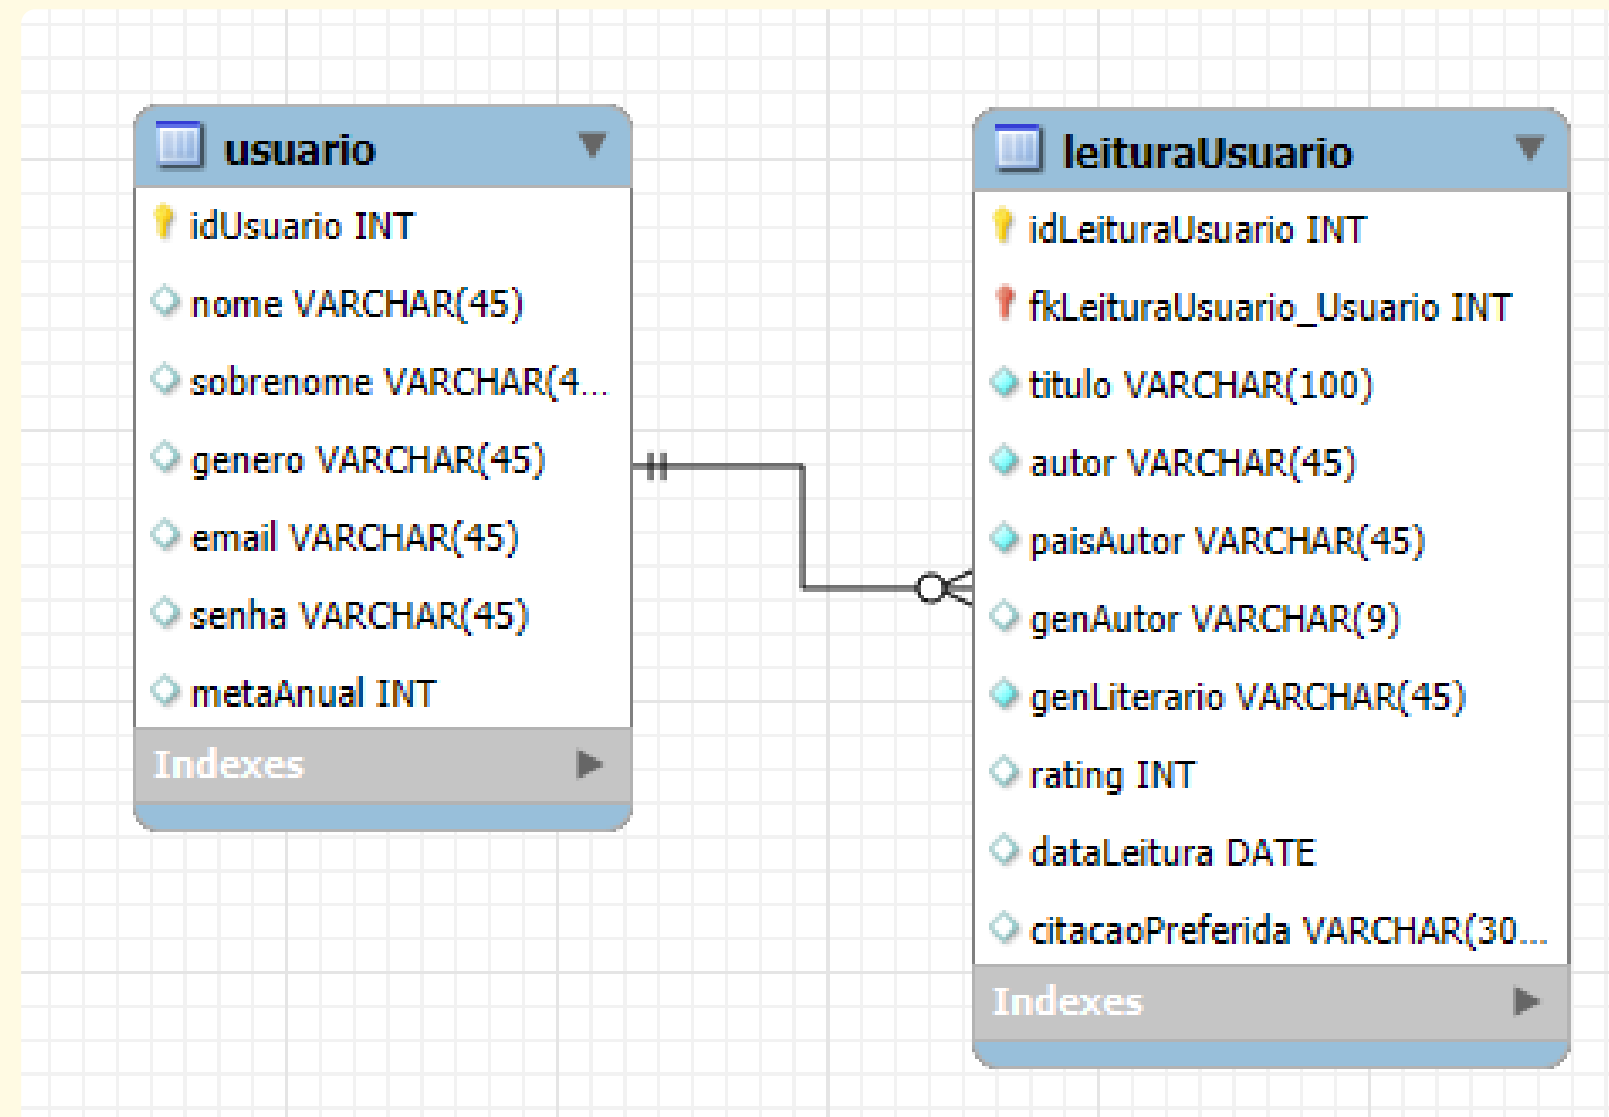 usuario
idUsuario INT
nome VARCHAR(45)
sobrenome VARCHAR(4...
genero VARCHAR(45)
email VARCHAR(45)
senha VARCHAR(45)
metaAnual INT
Indexes
leituraUsuario
idLeituraUsuario INT
fkLeituraUsuario_Usuario INT
titulo VARCHAR(100)
autor VARCHAR(45)
paisAutor VARCHAR(45)
genAutor VARCHAR(9)
genLiterario VARCHAR(45)
rating INT
dataLeitura DATE
citacaoPreferida VARCHAR(30...
Indexes